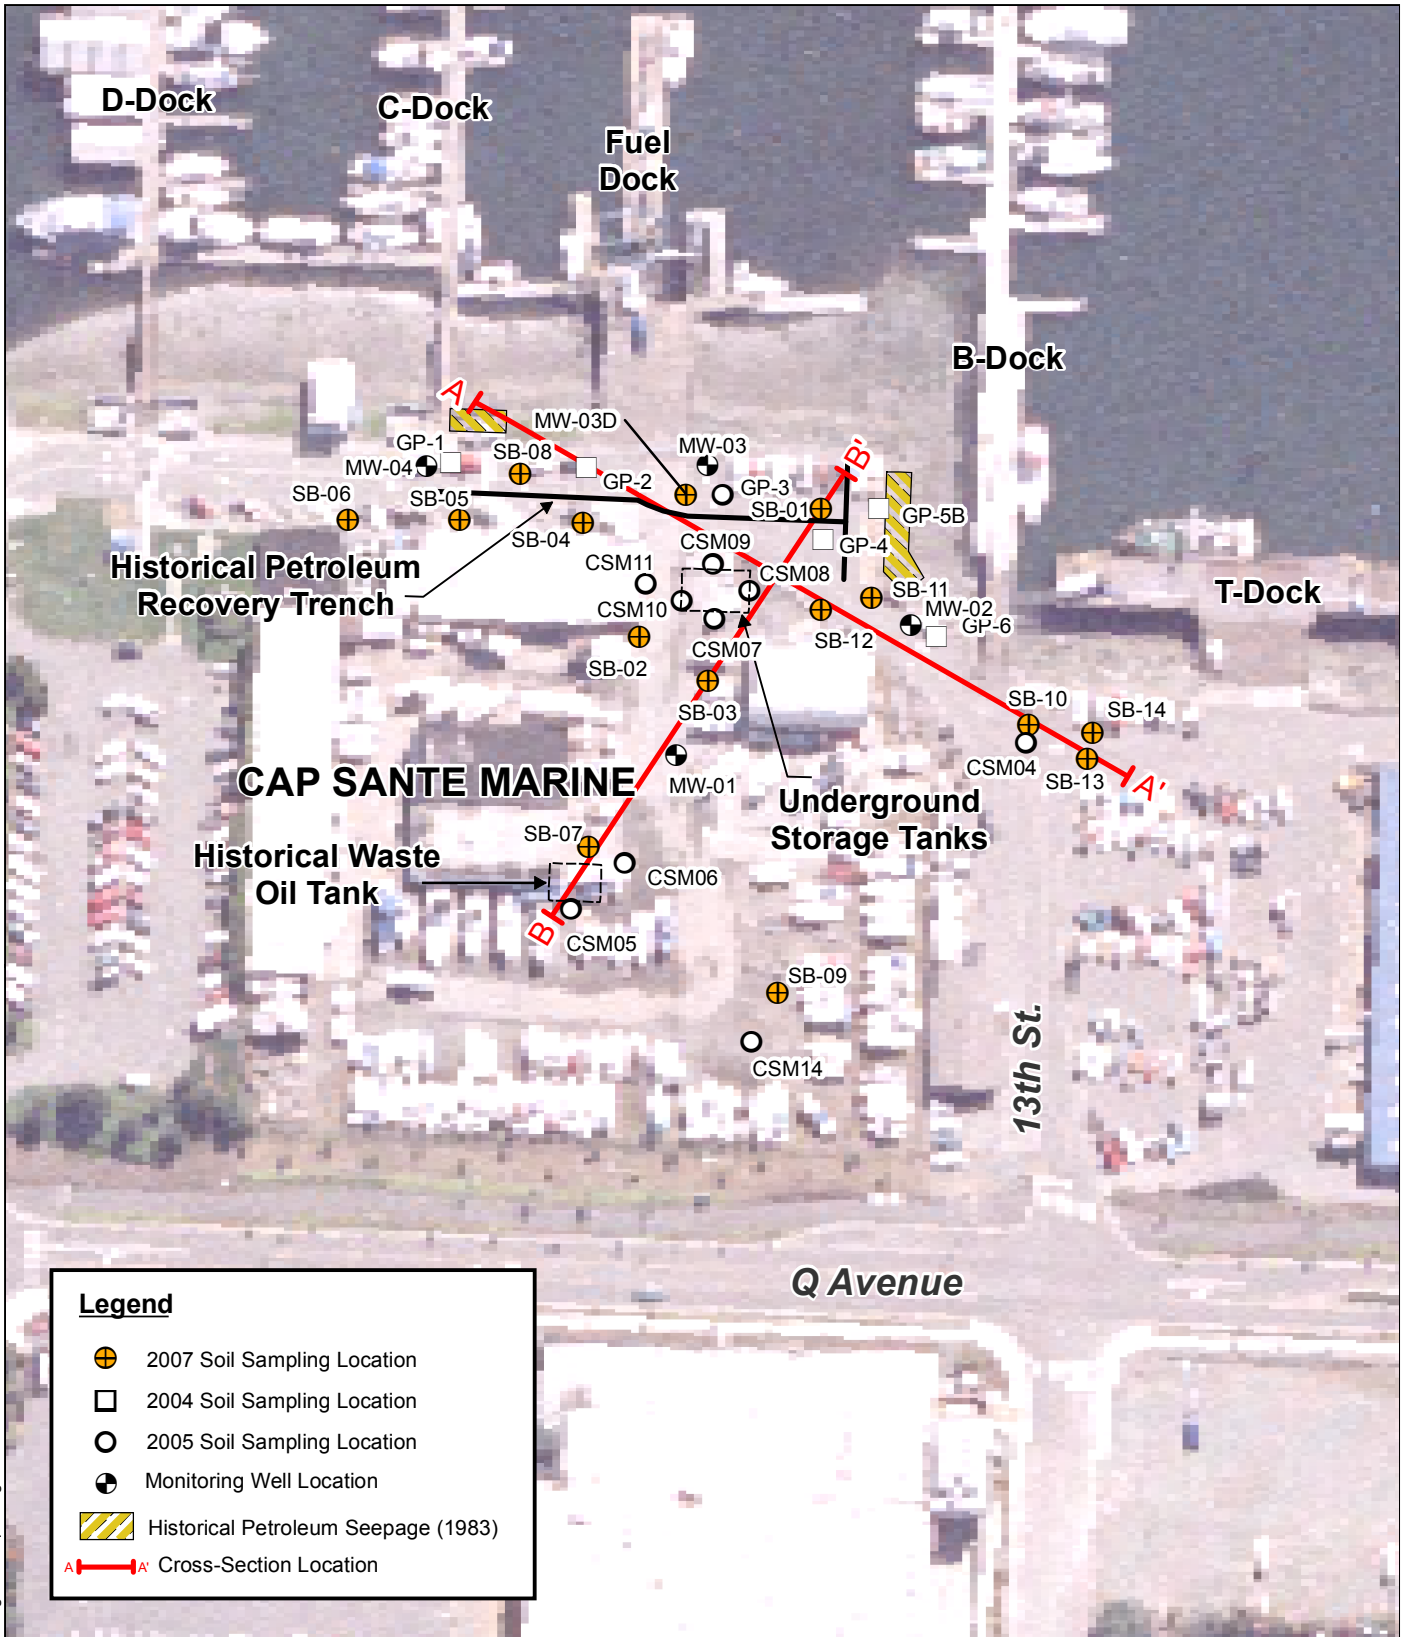 D-Dock
C-Dock
Fuel
Dock
B-Dock
A
MW-03D
MW-03
B'
GP-1
SB-08
MW-04
GP-2
GP-3
SB-06
SB-05
SB-01
GP-5B
SB-04
GP-4
CSM09
Historical Petroleum
Recovery Trench
CSM11
CSM08
SB-11
T-Dock
CSM10
MW-02
GP-6
SB-12
CSM07
SB-02
SB-10
SB-14
SB-03
CSM04
SB-13
A'
CAP SANTE MARINE
MW-01
Underground
Storage Tanks
SB-07
Historical Waste
Oil Tank
CSM06
B
CSM05
SB-09
CSM14
13th St.
Q Avenue
Legend
2007 Soil Sampling Location
2004 Soil Sampling Location
2005 Soil Sampling Location
Monitoring Well Location
Historical Petroleum Seepage (1983)
A A' Cross-Section Location